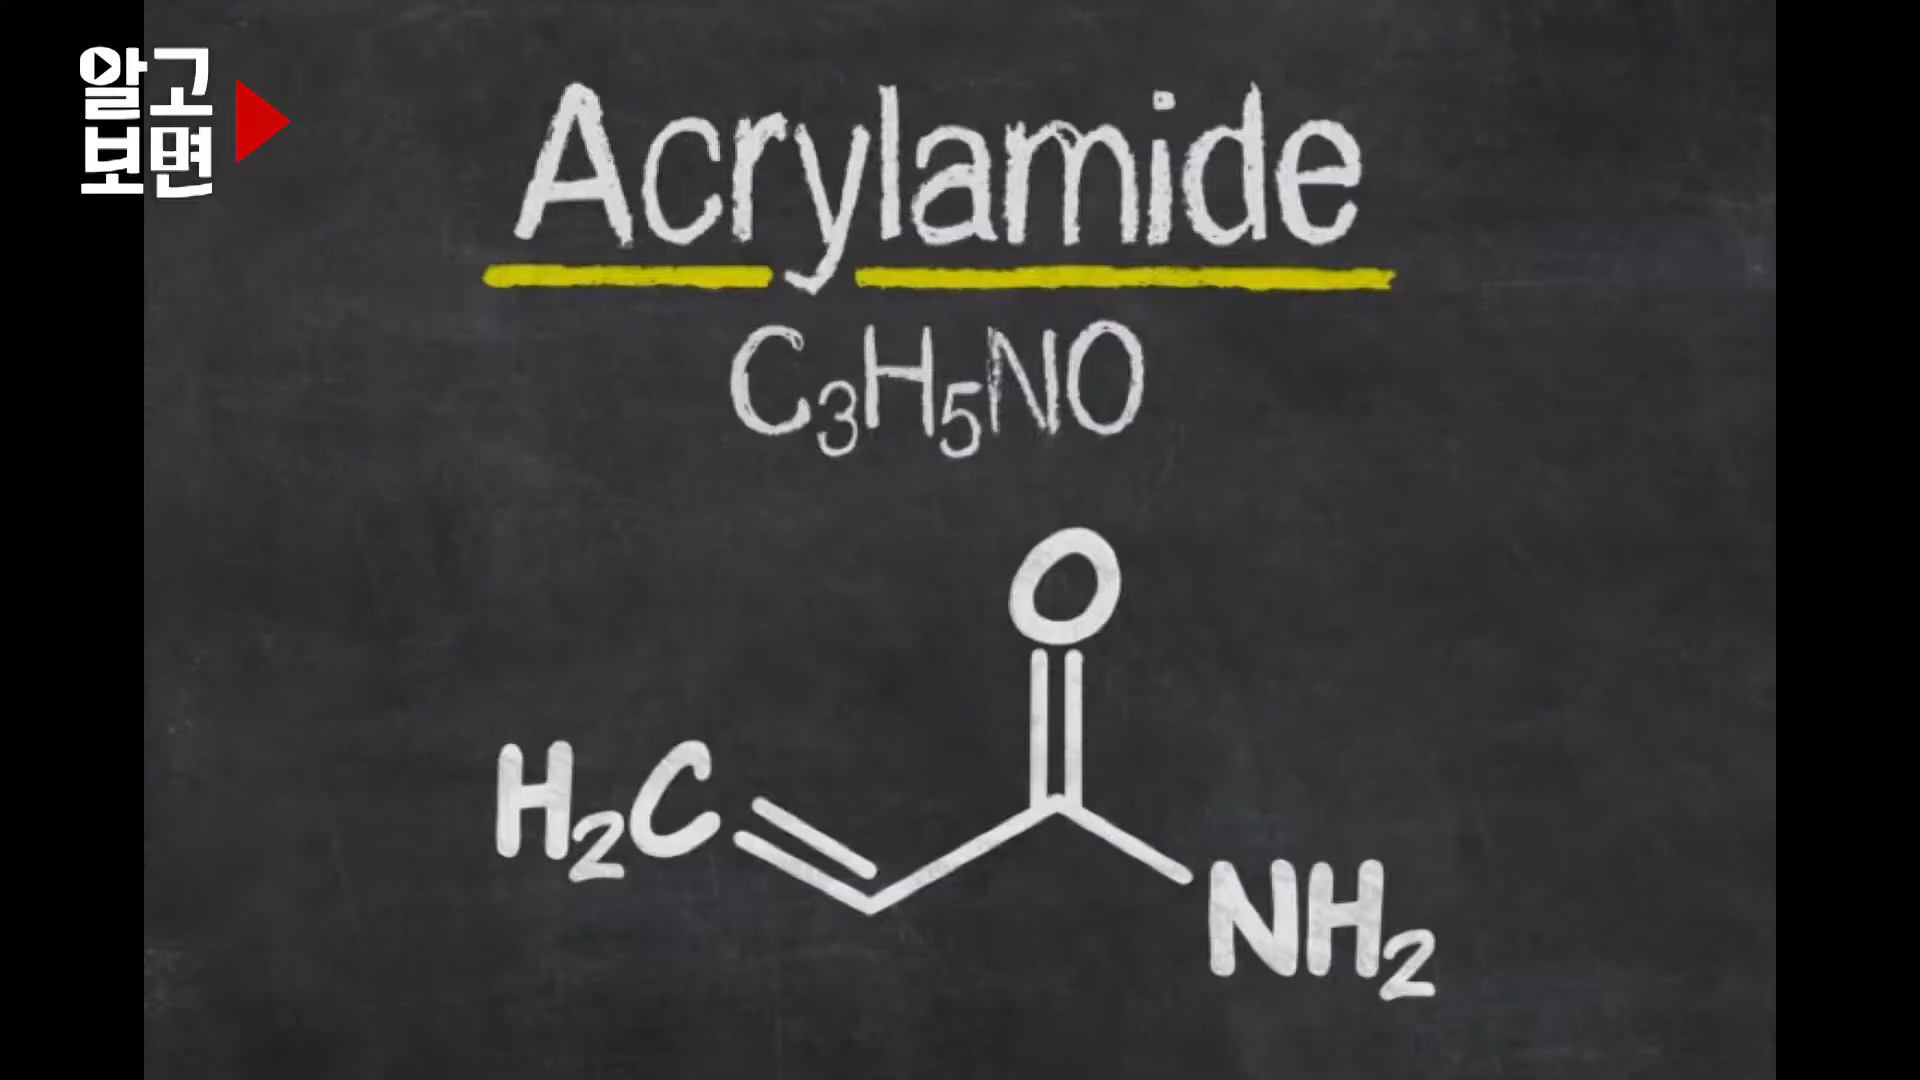 알고
보면
Acrylamide
C₃H₅NO
O
H₂C
NH₂